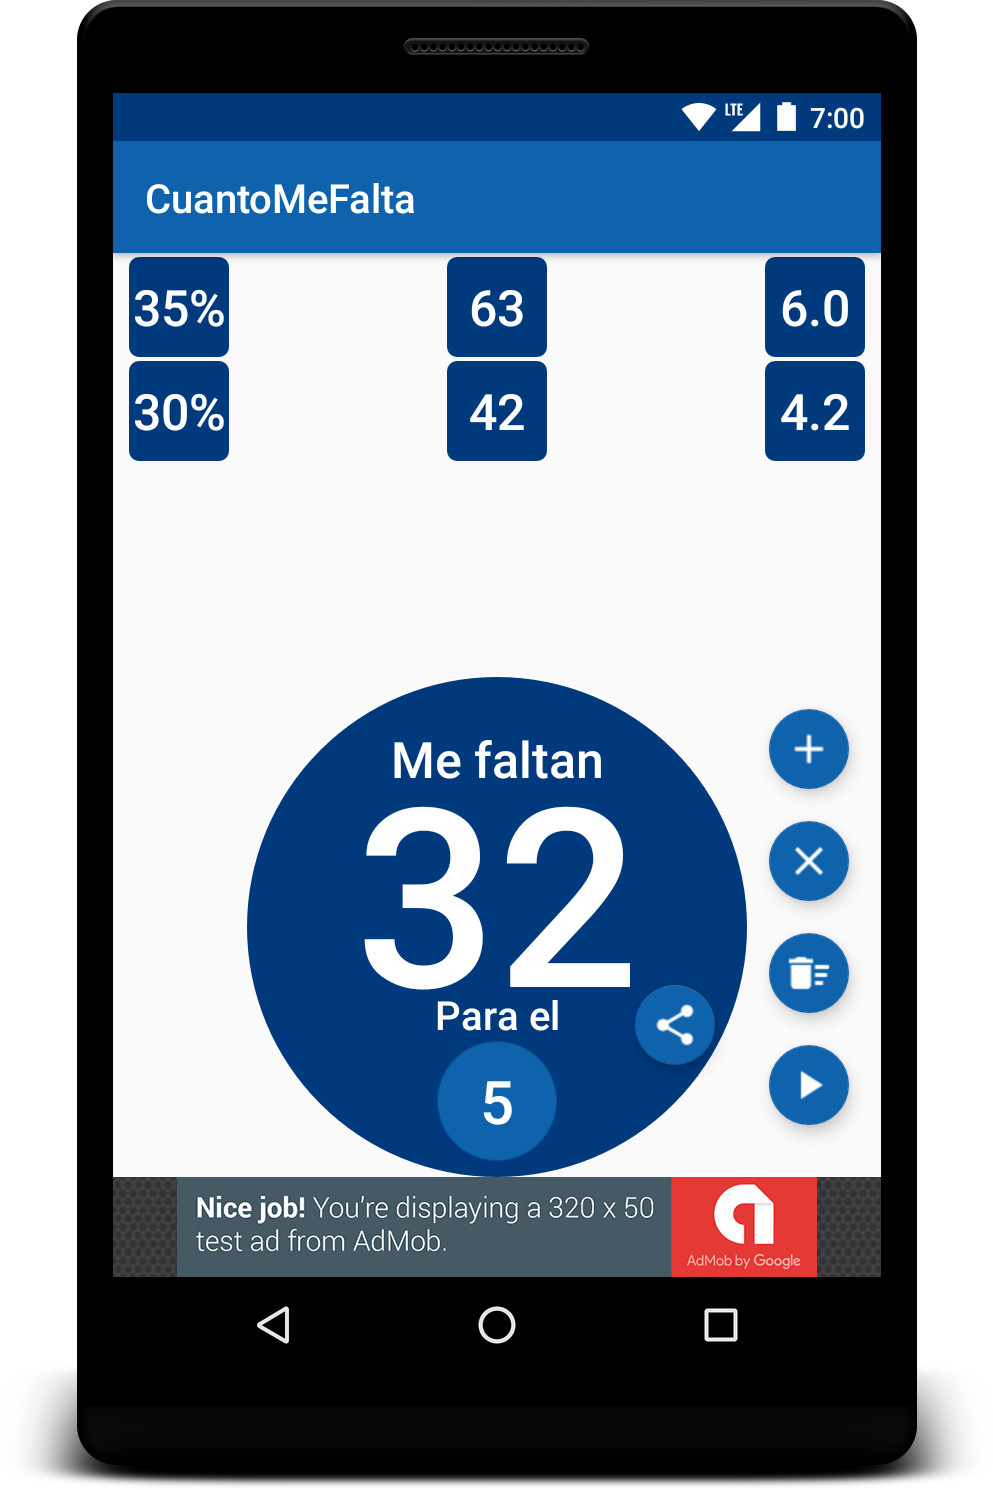 LTE 7:00
CuantoMeFalta
35% 63 6.0
30% 42 4.2
Me faltan
32
Para el
5
Nice job! You're displaying a 320 x 50
test ad from AdMob.
AdMob by Google